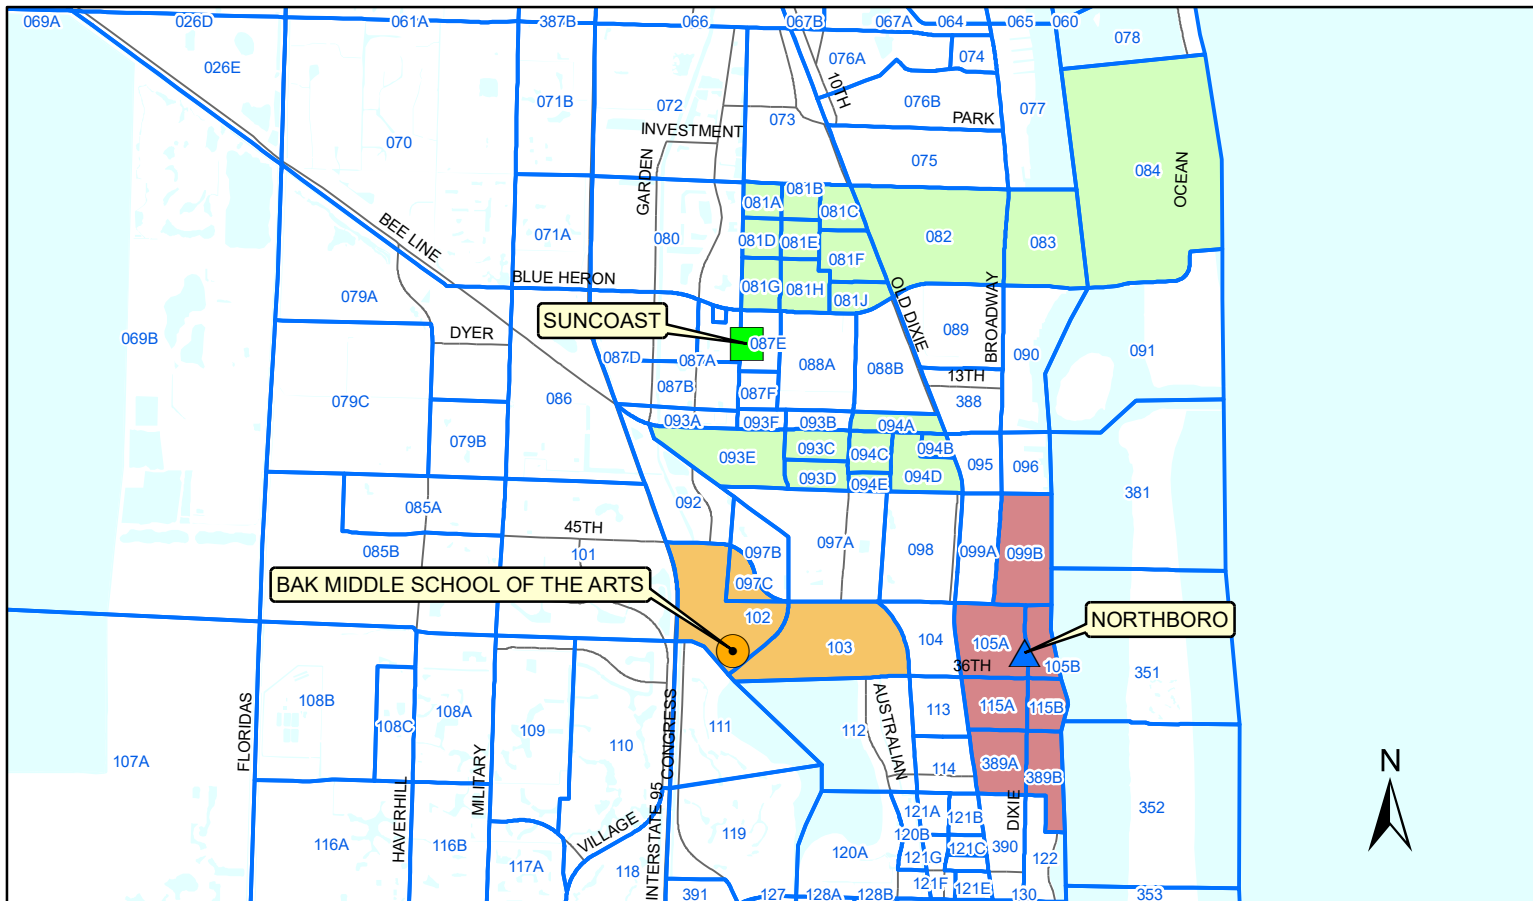 069A
026D
061A
387B
066
067B
067A
064
065
060
078
026E
076A
074
071B
072
10TH
076B
077
PARK
073
INVESTMENT
070
075
084
OCEAN
GARDEN
081B
081A
081C
BEE LINE
071A
080
081D
081E
082
083
081F
BLUE HERON
081G
081H
079A
081J
OLD DIXIE
BROADWAY
SUNCOAST
DYER
069B
087E
089
090
091
087D
087A
088A
088B
13TH
087B
087F
079C
086
388
093A
093F
093B
094A
079B
093C
094B
093E
094C
095
096
093D
094E
094D
381
092
085A
45TH
085B
101
097B
097A
098
099A
099B
BAK MIDDLE SCHOOL OF THE ARTS
097C
102
103
104
105A
NORTHBORO
36TH
105B
351
FLORIDAS
108B
108C
108A
109
110
CONGRESS
111
112
AUSTRALIAN
113
115A
115B
107A
114
389A
389B
N
HAVERHILL
MILITARY
INTERSTATE 95
DIXIE
352
121A
121B
116A
116B
VILLAGE
119
120B
120A
121C
390
121G
122
117A
118
121F
121E
391
127
128A
128B
130
353